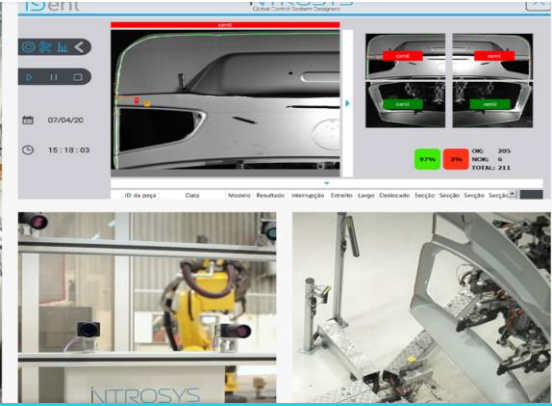 iSent
INTROSYS
Global Control System Designers
cam0
cam0
cam1
cam3
cam2
07/04/20
15:18:03
97%
3%
OK: 205
NOK: 6
TOTAL: 211
ID da peça Data Modelo Resultado Interrupção Estreito Largo Deslocado Secção Secção Secção Secção
INTROSYS